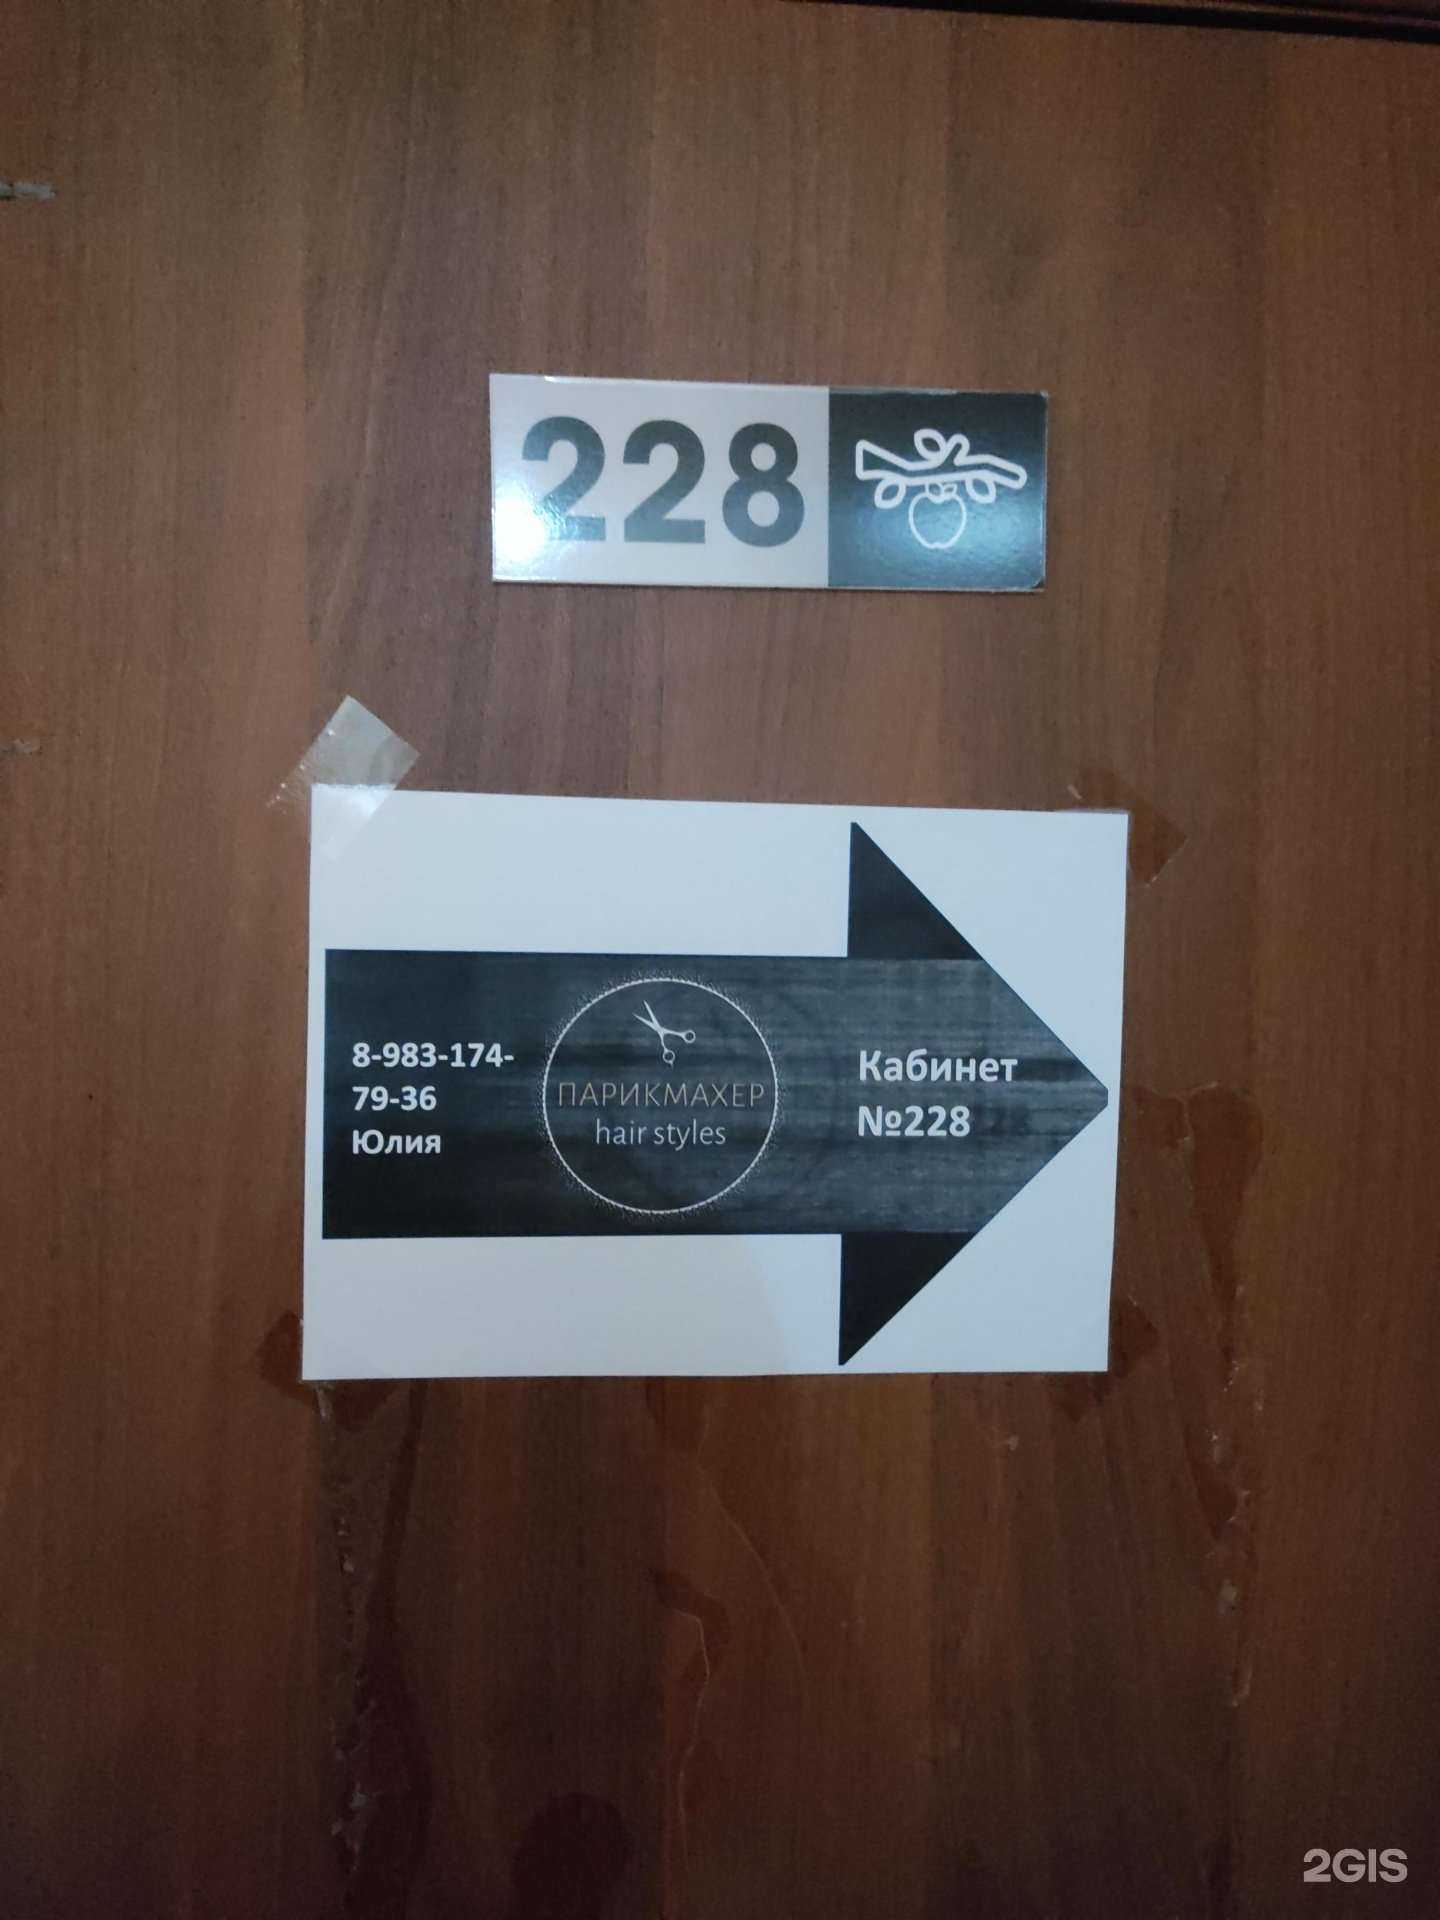 228
8-983-174-
79-36
Юлия
ПАРИКМАХЕР
hair styles
Кабинет
№228
2GIS